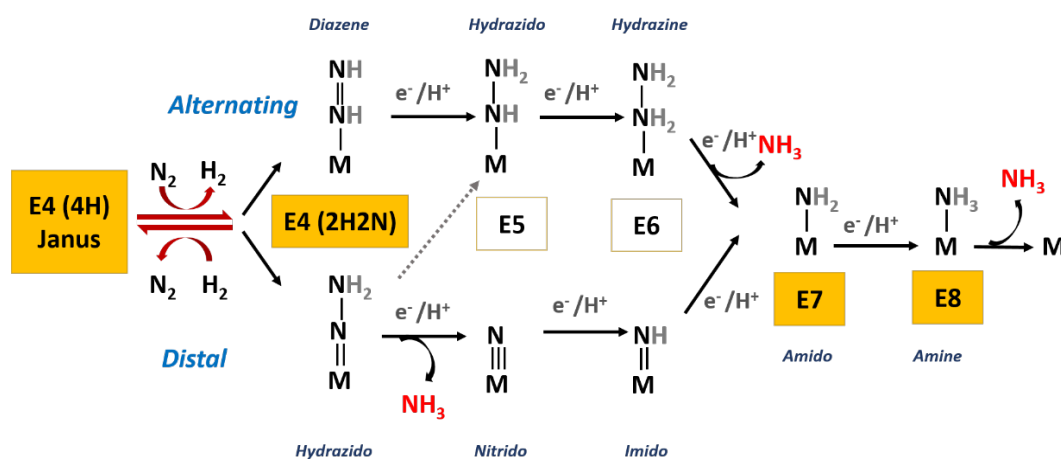 Diazene
Hydrazido
Hydrazine
NH
NH
M
e⁻/H⁺
NH₂
NH
M
e⁻/H⁺
NH₂
NH₂
M
Alternating
e⁻/H⁺
NH₃
N₂
H₂
E4 (4H)
Janus
N₂
H₂
E4 (2H2N)
E5
E6
NH₂
M
e⁻/H⁺
NH₃
M
NH₃
M
E7
E8
Amido
Amine
Distal
NH₂
N
M
e⁻/H⁺
NH₃
N
M
e⁻/H⁺
NH
M
e⁻/H⁺
Hydrazido
Nitrido
Imido